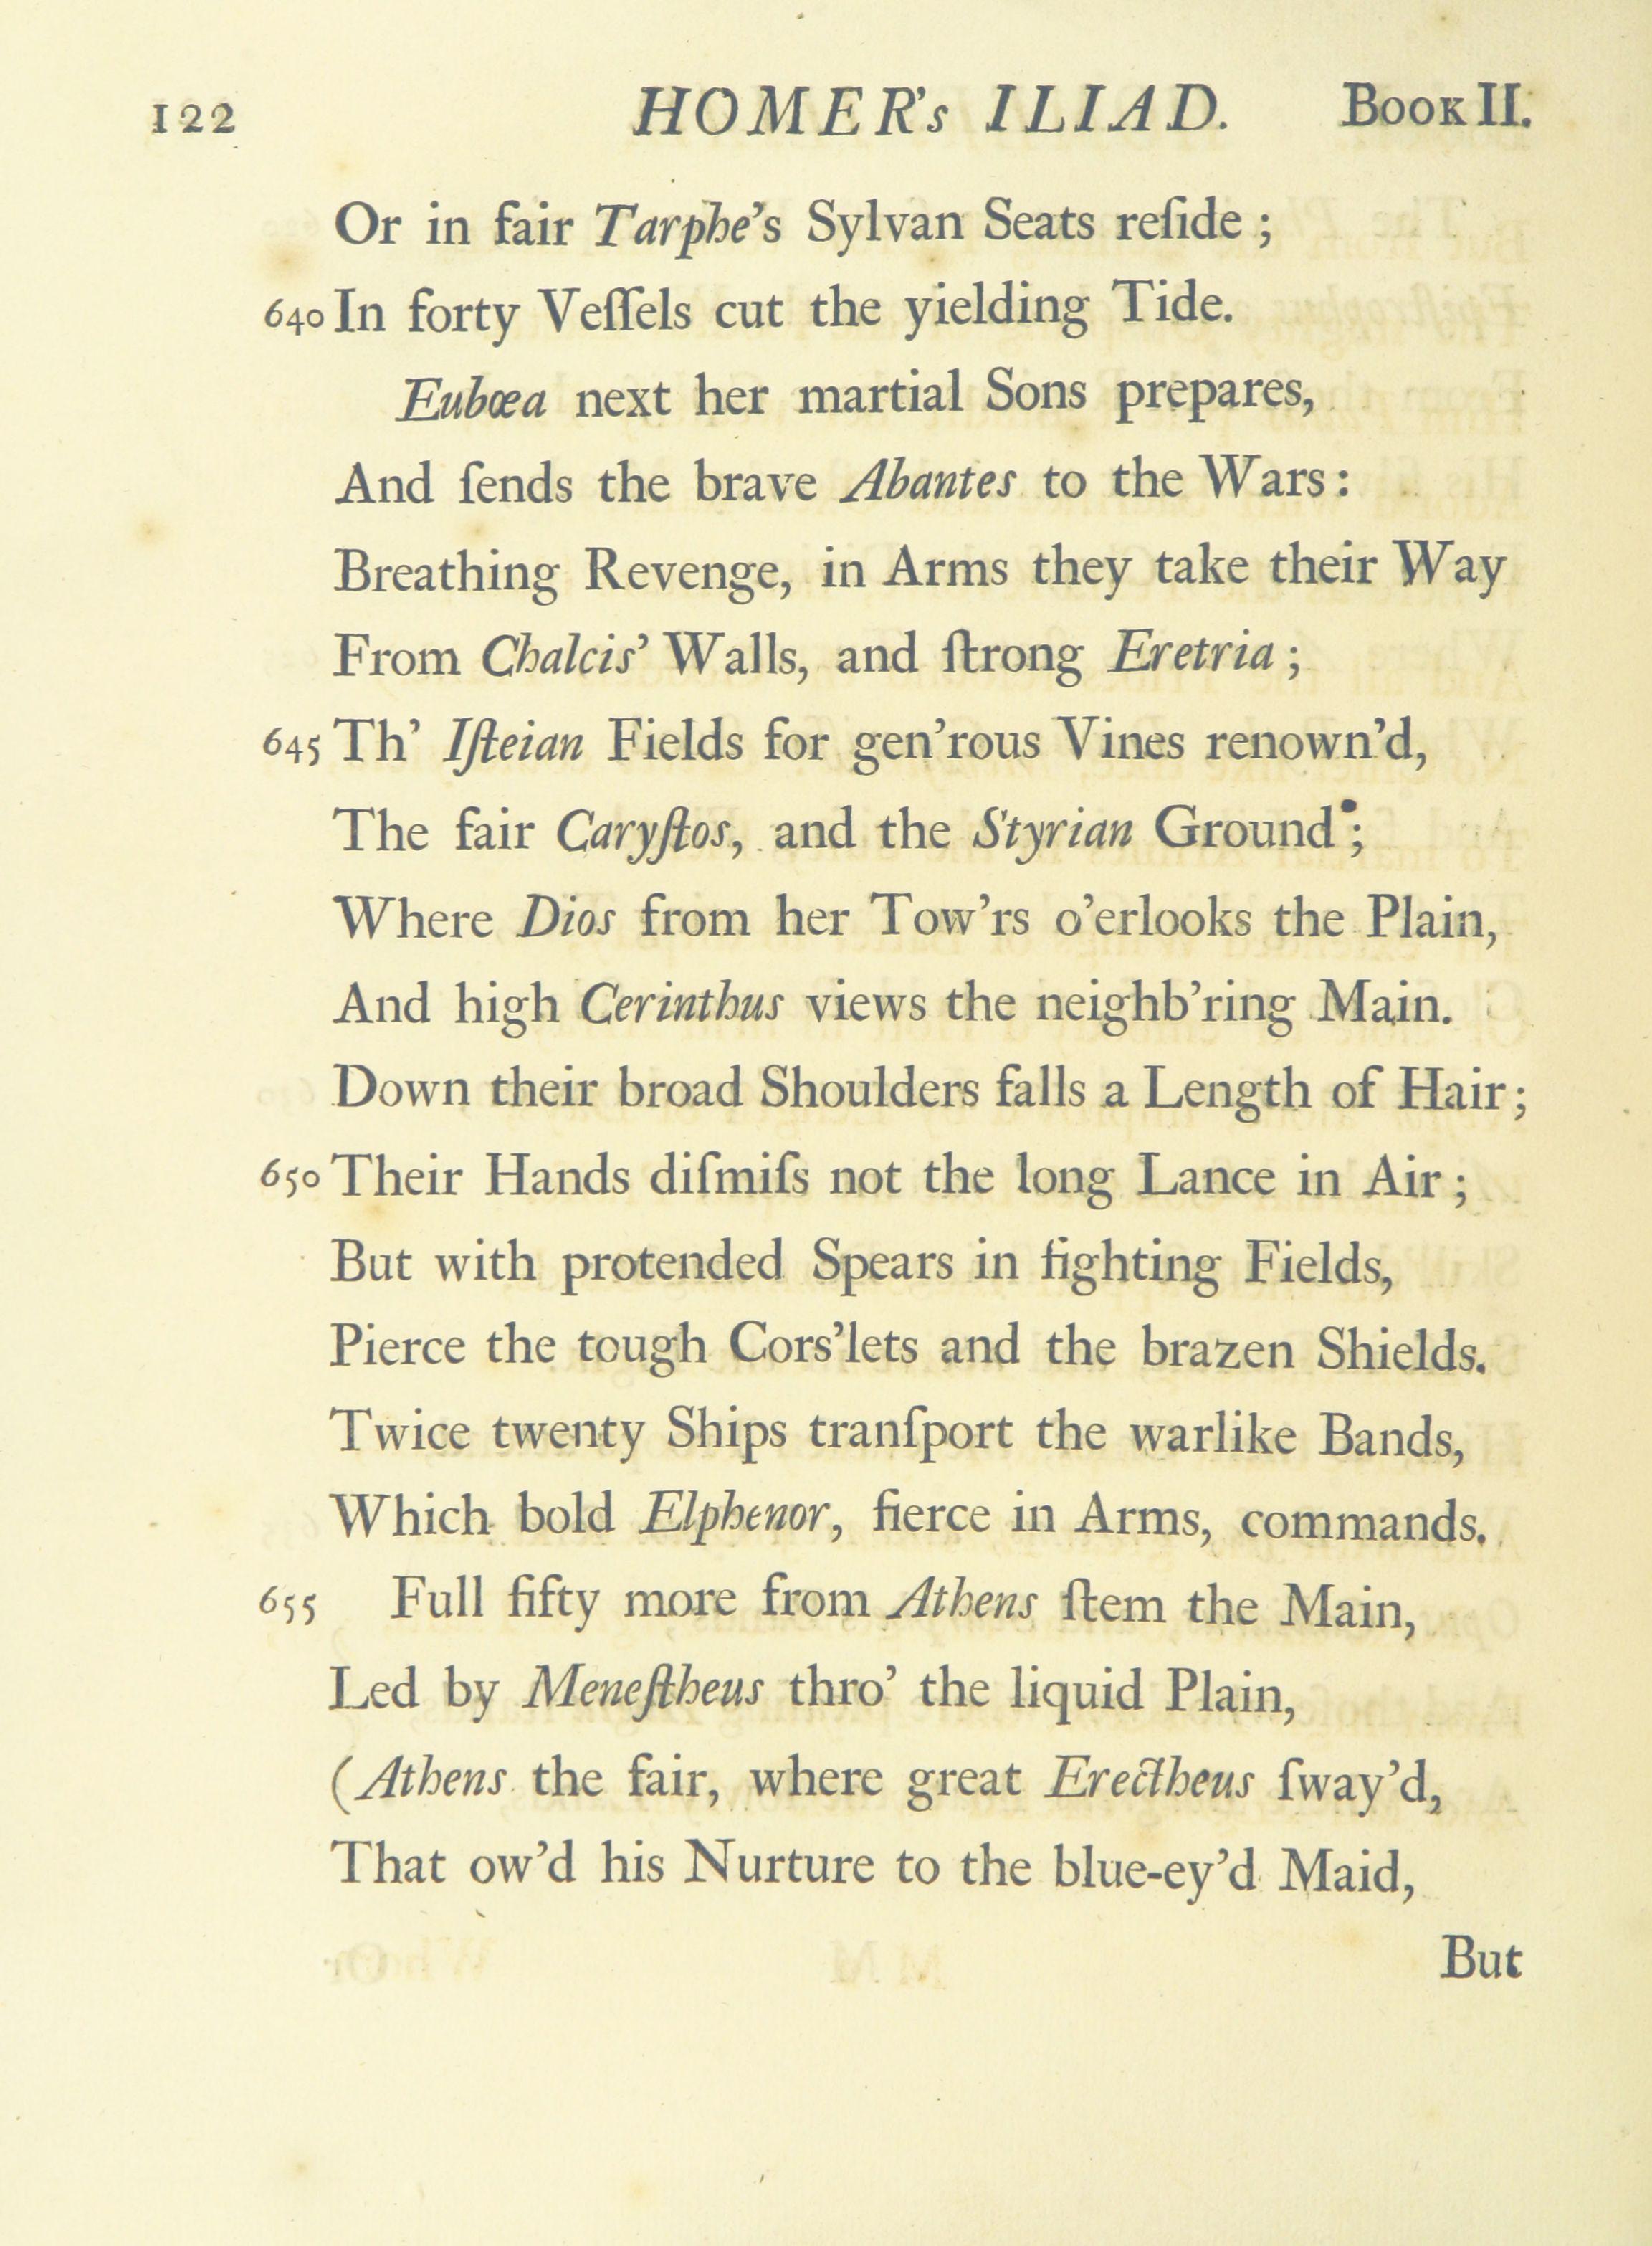 122 HOMER's ILIAD. BOOK II.
Or in fair Tarphe's Sylvan Seats reſide ;
640 In forty Veſſels cut the yielding Tide.
Eubœa next her martial Sons prepares,
And ſends the brave Abantes to the Wars :
Breathing Revenge, in Arms they take their Way
From Chalcis' Walls, and ſtrong Eretria ;
645 Th' Iſteian Fields for gen'rous Vines renown'd,
The fair Caryſtos, and the Styrian Ground ;
Where Dios from her Tow'rs o'erlooks the Plain,
And high Cerinthus views the neighb'ring Main.
Down their broad Shoulders falls a Length of Hair ;
650 Their Hands diſmiſs not the long Lance in Air ;
But with protended Spears in fighting Fields,
Pierce the tough Cors'lets and the brazen Shields.
Twice twenty Ships tranſport the warlike Bands,
Which bold Elphenor, fierce in Arms, commands.
655 Full fifty more from Athens ſtem the Main,
Led by Meneſtheus thro' the liquid Plain,
(Athens the fair, where great Erectheus ſway'd,
That ow'd his Nurture to the blue-ey'd Maid,
But